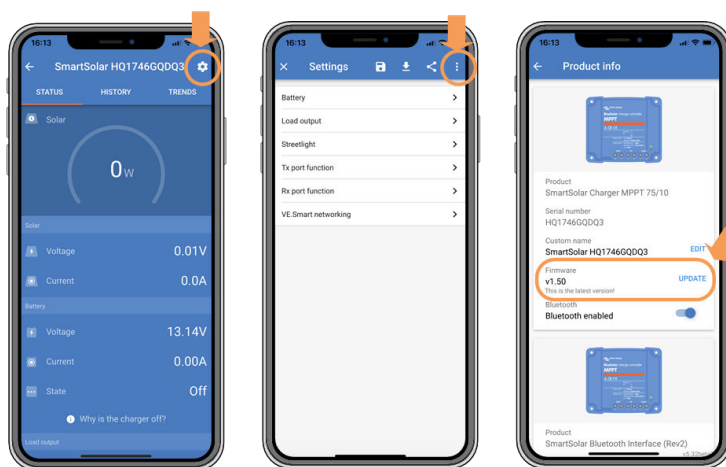 16:13
SmartSolar HQ1746GQDQ3
STATUS HISTORY TRENDS
Solar
0W
Solar
Voltage 0.01V
Current 0.0A
Battery
Voltage 13.14V
Current 0.00A
State Off
Why is the charger off?
Load output
16:13
Settings
Battery
Load output
Streetlight
Tx port function
Rx port function
VE.Smart networking
16:13
Product info
MPPT
Product
SmartSolar Charger MPPT 75/10
Serial number
HQ1746GQDQ3
Custom name
SmartSolar HQ1746GQDQ3 EDIT
Firmware
v1.50 UPDATE
This is the latest version!
Bluetooth
Bluetooth enabled
MPPT
Product
SmartSolar Bluetooth Interface (Rev2)